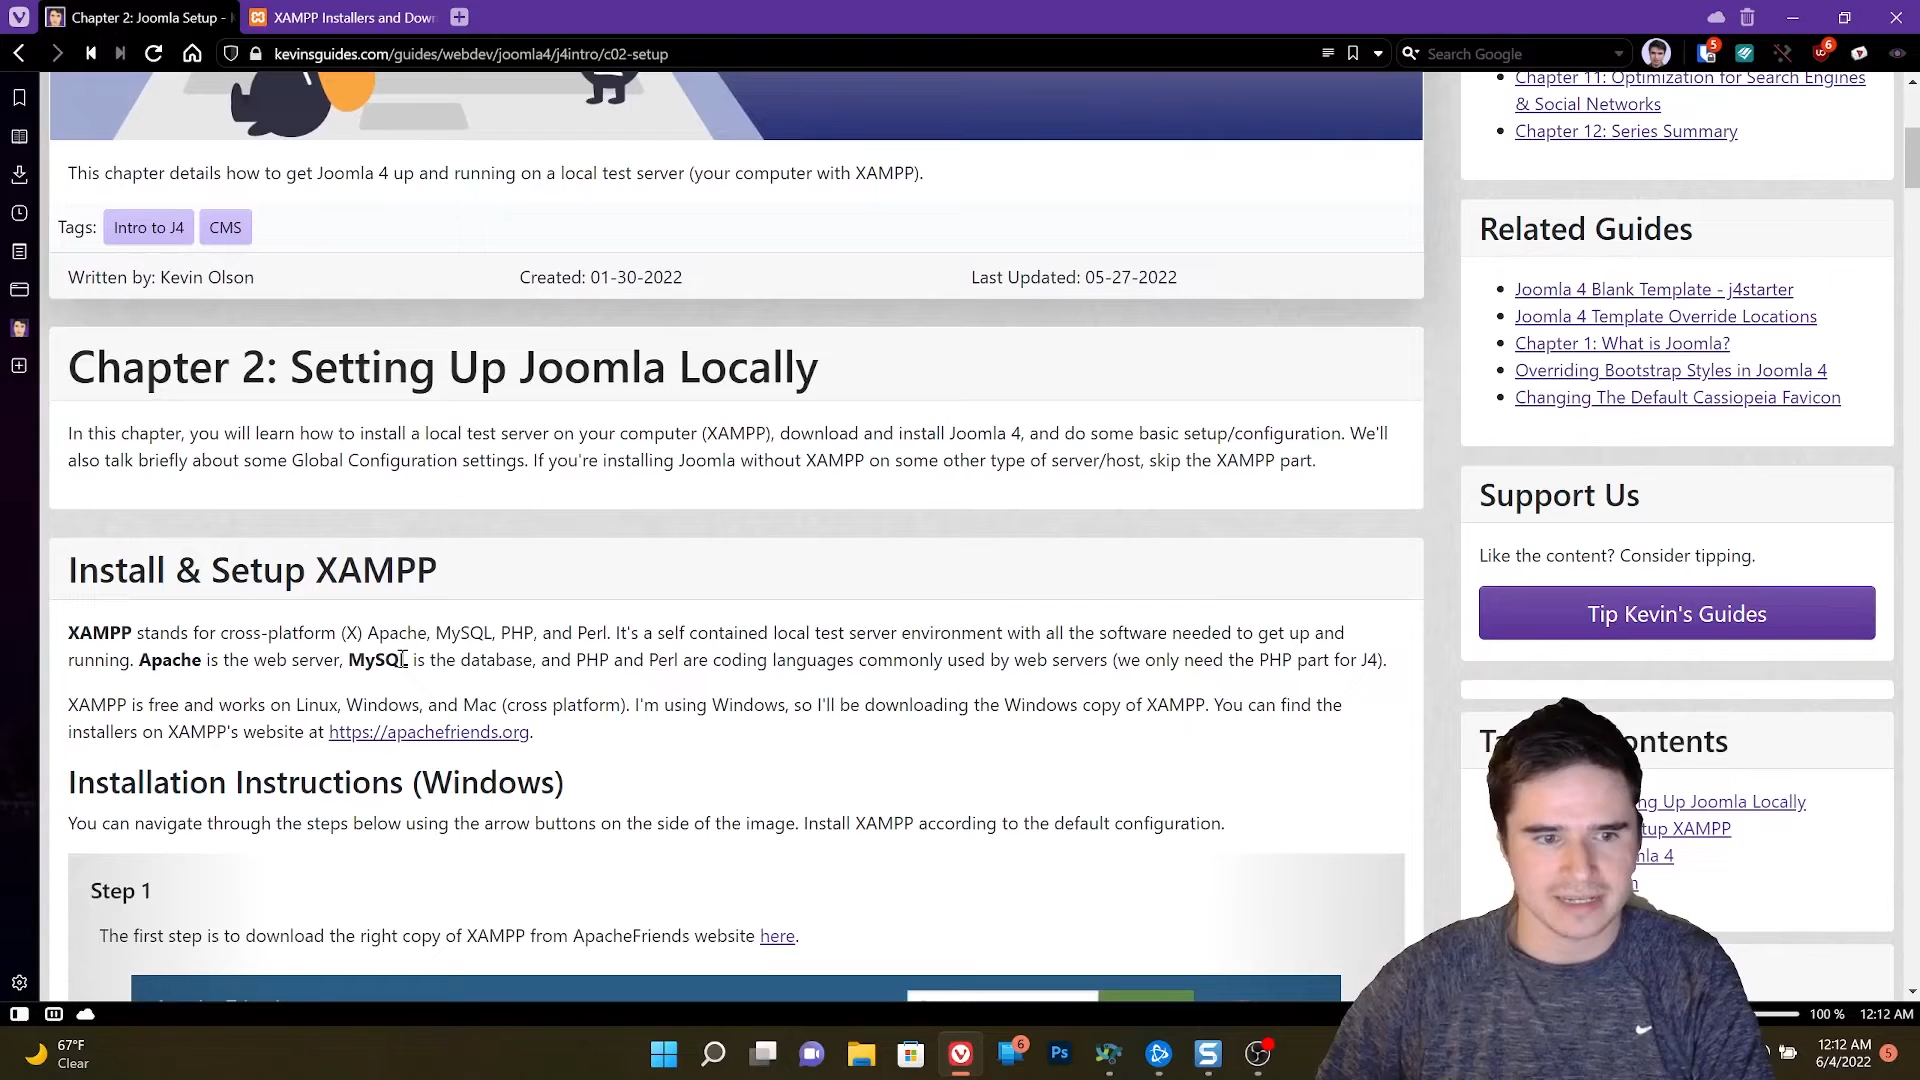 Chapter 2: Joomla Setup -
XAMPP Installers and Down
kevinsguides.com/guides/webdev/joomla4/j4intro/c02-setup
Search Google
5
6
This chapter details how to get Joomla 4 up and running on a local test server (your computer with XAMPP).
Tags: Intro to J4 CMS
Written by: Kevin Olson
Created: 01-30-2022
Last Updated: 05-27-2022
Chapter 2: Setting Up Joomla Locally
In this chapter, you will learn how to install a local test server on your computer (XAMPP), download and install Joomla 4, and do some basic setup/configuration. We'll
also talk briefly about some Global Configuration settings. If you're installing Joomla without XAMPP on some other type of server/host, skip the XAMPP part.
Install & Setup XAMPP
XAMPP stands for cross-platform (X) Apache, MySQL, PHP, and Perl. It's a self contained local test server environment with all the software needed to get up and
running. Apache is the web server, MySQL is the database, and PHP and Perl are coding languages commonly used by web servers (we only need the PHP part for J4).
XAMPP is free and works on Linux, Windows, and Mac (cross platform). I'm using Windows, so I'll be downloading the Windows copy of XAMPP. You can find the
installers on XAMPP's website at https://apachefriends.org.
Installation Instructions (Windows)
You can navigate through the steps below using the arrow buttons on the side of the image. Install XAMPP according to the default configuration.
Step 1
The first step is to download the right copy of XAMPP from ApacheFriends website here.
Chapter 11: Optimization for Search Engines
& Social Networks
Chapter 12: Series Summary
Related Guides
Joomla 4 Blank Template - j4starter
Joomla 4 Template Override Locations
Chapter 1: What is Joomla?
Overriding Bootstrap Styles in Joomla 4
Changing The Default Cassiopeia Favicon
Support Us
Like the content? Consider tipping.
Tip Kevin's Guides
ontents
ng Up Joomla Locally
tup XAMPP
la 4
100 % 12:12 AM
67°F
Clear
6
Ps
S
12:12 AM
6/4/2022
5